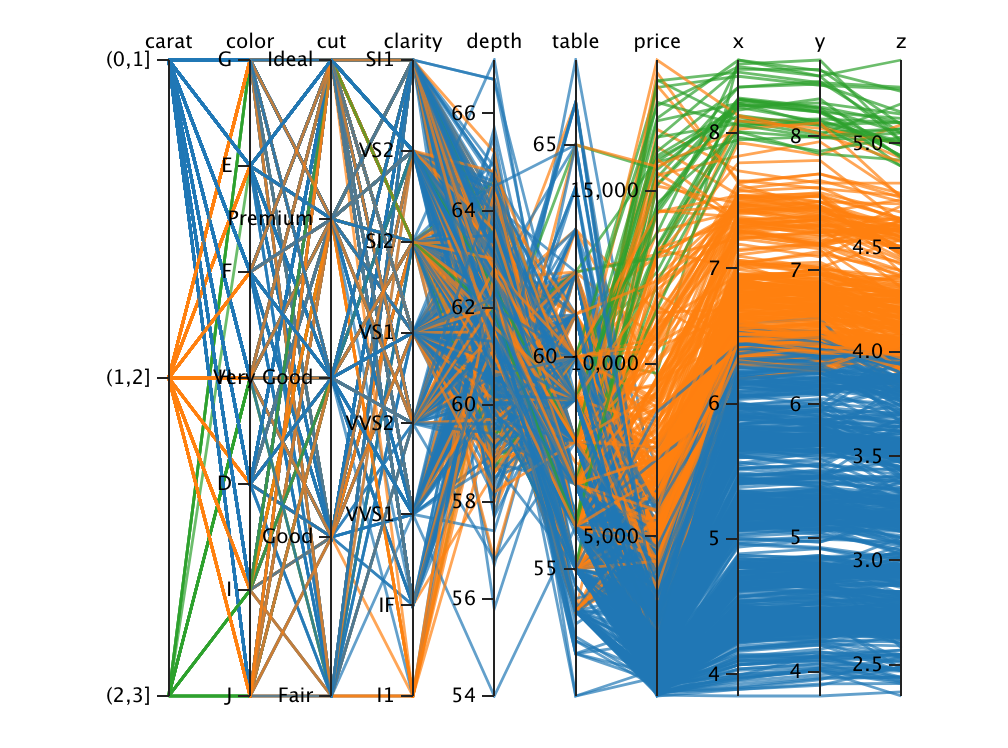 carat color cut clarity depth table price x y z
(0,1]
(1,2]
(2,3]
G
E
F
D
I
J
Ideal
Premium
Very Good
Good
Fair
SI1
VS2
SI2
VS1
VVS2
VVS1
IF
I1
66
64
62
60
58
56
54
65
60
55
15,000
10,000
5,000
8
7
6
5
4
8
7
6
5
4
5.0
4.5
4.0
3.5
3.0
2.5